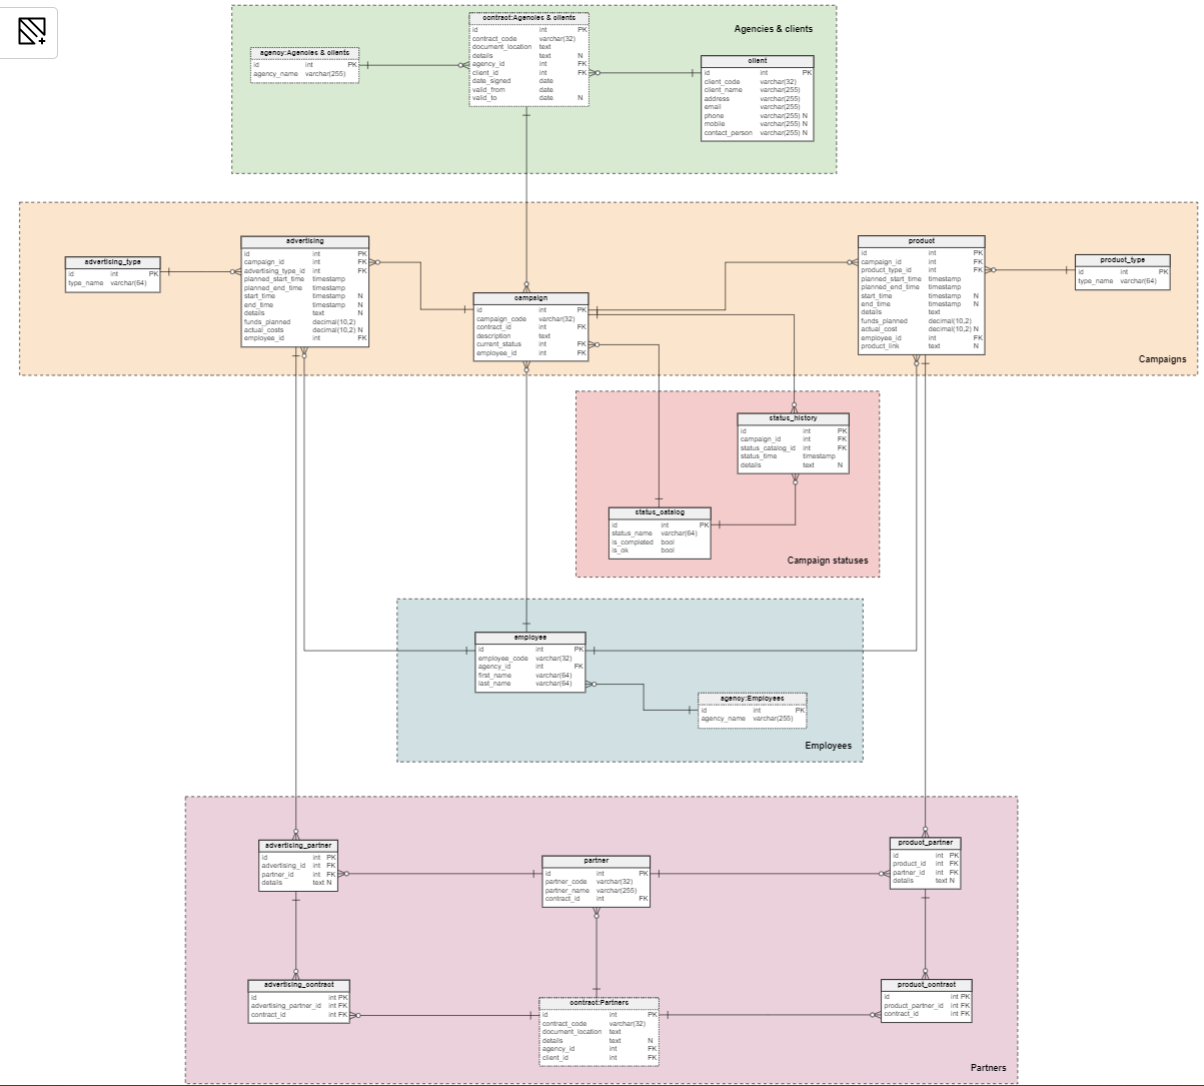 contract:Agencies & clients
id int PK
contract_code varchar(32)
document_location text
details text N
agency_id int FK
client_id int FK
date_signed date
valid_from date
valid_to date N
Agencies & clients
agency:Agencies & clients
id int PK
agency_name varchar(255)
client
id int PK
client_code varchar(32)
client_name varchar(255)
address varchar(255)
email varchar(255)
phone varchar(255) N
mobile varchar(255) N
contact_person varchar(255) N
advertising_type
id int PK
type_name varchar(64)
advertising
id int PK
campaign_id int FK
advertising_type_id int FK
planned_start_time timestamp
planned_end_time timestamp
start_time timestamp N
end_time timestamp N
details text N
funds_planned decimal(10,2)
actual_costs decimal(10,2) N
employee_id int FK
campaign
id int PK
campaign_code varchar(32)
contract_id int FK
description text
current_status int FK
employee_id int FK
product
id int PK
campaign_id int FK
product_type_id int FK
planned_start_time timestamp
planned_end_time timestamp
start_time timestamp N
end_time timestamp N
details text
funds_planned decimal(10,2)
actual_cost decimal(10,2) N
employee_id int FK
product_link text N
product_type
id int PK
type_name varchar(64)
Campaigns
status_history
id int PK
campaign_id int FK
status_catalog_id int FK
status_time timestamp
details text N
status_catalog
id int PK
status_name varchar(64)
is_completed bool
is_ok bool
Campaign statuses
employee
id int PK
employee_code varchar(32)
agency_id int PK
first_name varchar(64)
last_name varchar(64)
agency:Employees
id int PK
agency_name varchar(255)
Employees
advertising_partner
id int PK
advertising_id int FK
partner_id int FK
details text N
partner
id int PK
partner_code varchar(32)
partner_name varchar(255)
contract_id int FK
product_partner
id int PK
product_id int FK
partner_id int FK
details text N
advertising_contract
id int PK
advertising_partner_id int FK
contract_id int FK
contract:Partners
id int PK
contract_code varchar(32)
document_location text
details text N
agency_id int FK
client_id int FK
product_contract
id int PK
product_partner_id int FK
contract_id int FK
Partners